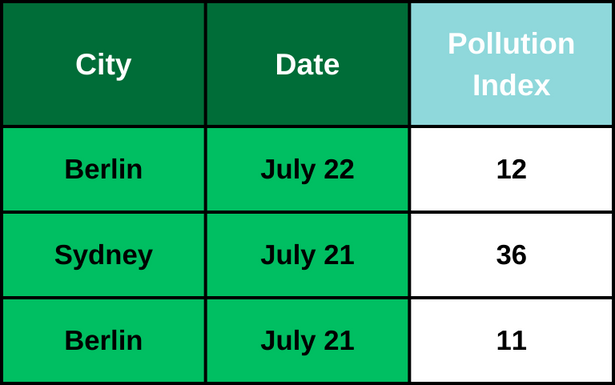 City Date Pollution
Index
Berlin July 22 12
Sydney July 21 36
Berlin July 21 11